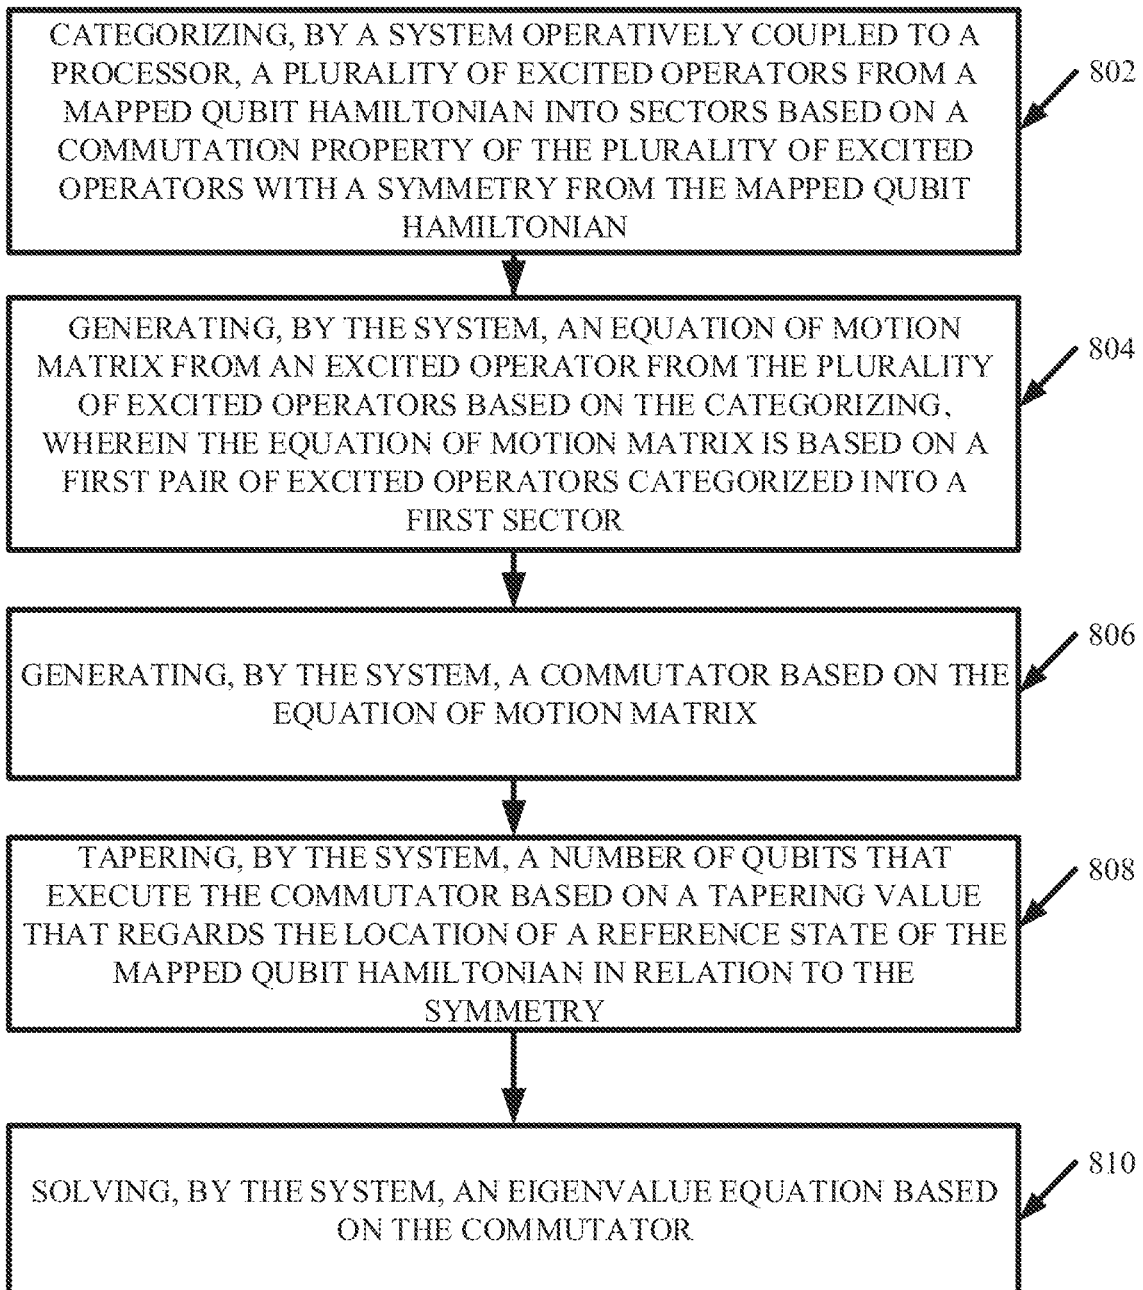 CATEGORIZING, BY A SYSTEM OPERATIVELY COUPLED TO A
PROCESSOR, A PLURALITY OF EXCITED OPERATORS FROM A
MAPPED QUBIT HAMILTONIAN INTO SECTORS BASED ON A
COMMUTATION PROPERTY OF THE PLURALITY OF EXCITED
OPERATORS WITH A SYMMETRY FROM THE MAPPED QUBIT
HAMILTONIAN
802
GENERATING, BY THE SYSTEM, AN EQUATION OF MOTION
MATRIX FROM AN EXCITED OPERATOR FROM THE PLURALITY
OF EXCITED OPERATORS BASED ON THE CATEGORIZING,
WHEREIN THE EQUATION OF MOTION MATRIX IS BASED ON A
FIRST PAIR OF EXCITED OPERATORS CATEGORIZED INTO A
FIRST SECTOR
804
GENERATING, BY THE SYSTEM, A COMMUTATOR BASED ON THE
EQUATION OF MOTION MATRIX
806
TAPERING, BY THE SYSTEM, A NUMBER OF QUBITS THAT
EXECUTE THE COMMUTATOR BASED ON A TAPERING VALUE
THAT REGARDS THE LOCATION OF A REFERENCE STATE OF THE
MAPPED QUBIT HAMILTONIAN IN RELATION TO THE
SYMMETRY
808
SOLVING, BY THE SYSTEM, AN EIGENVALUE EQUATION BASED
ON THE COMMUTATOR
810